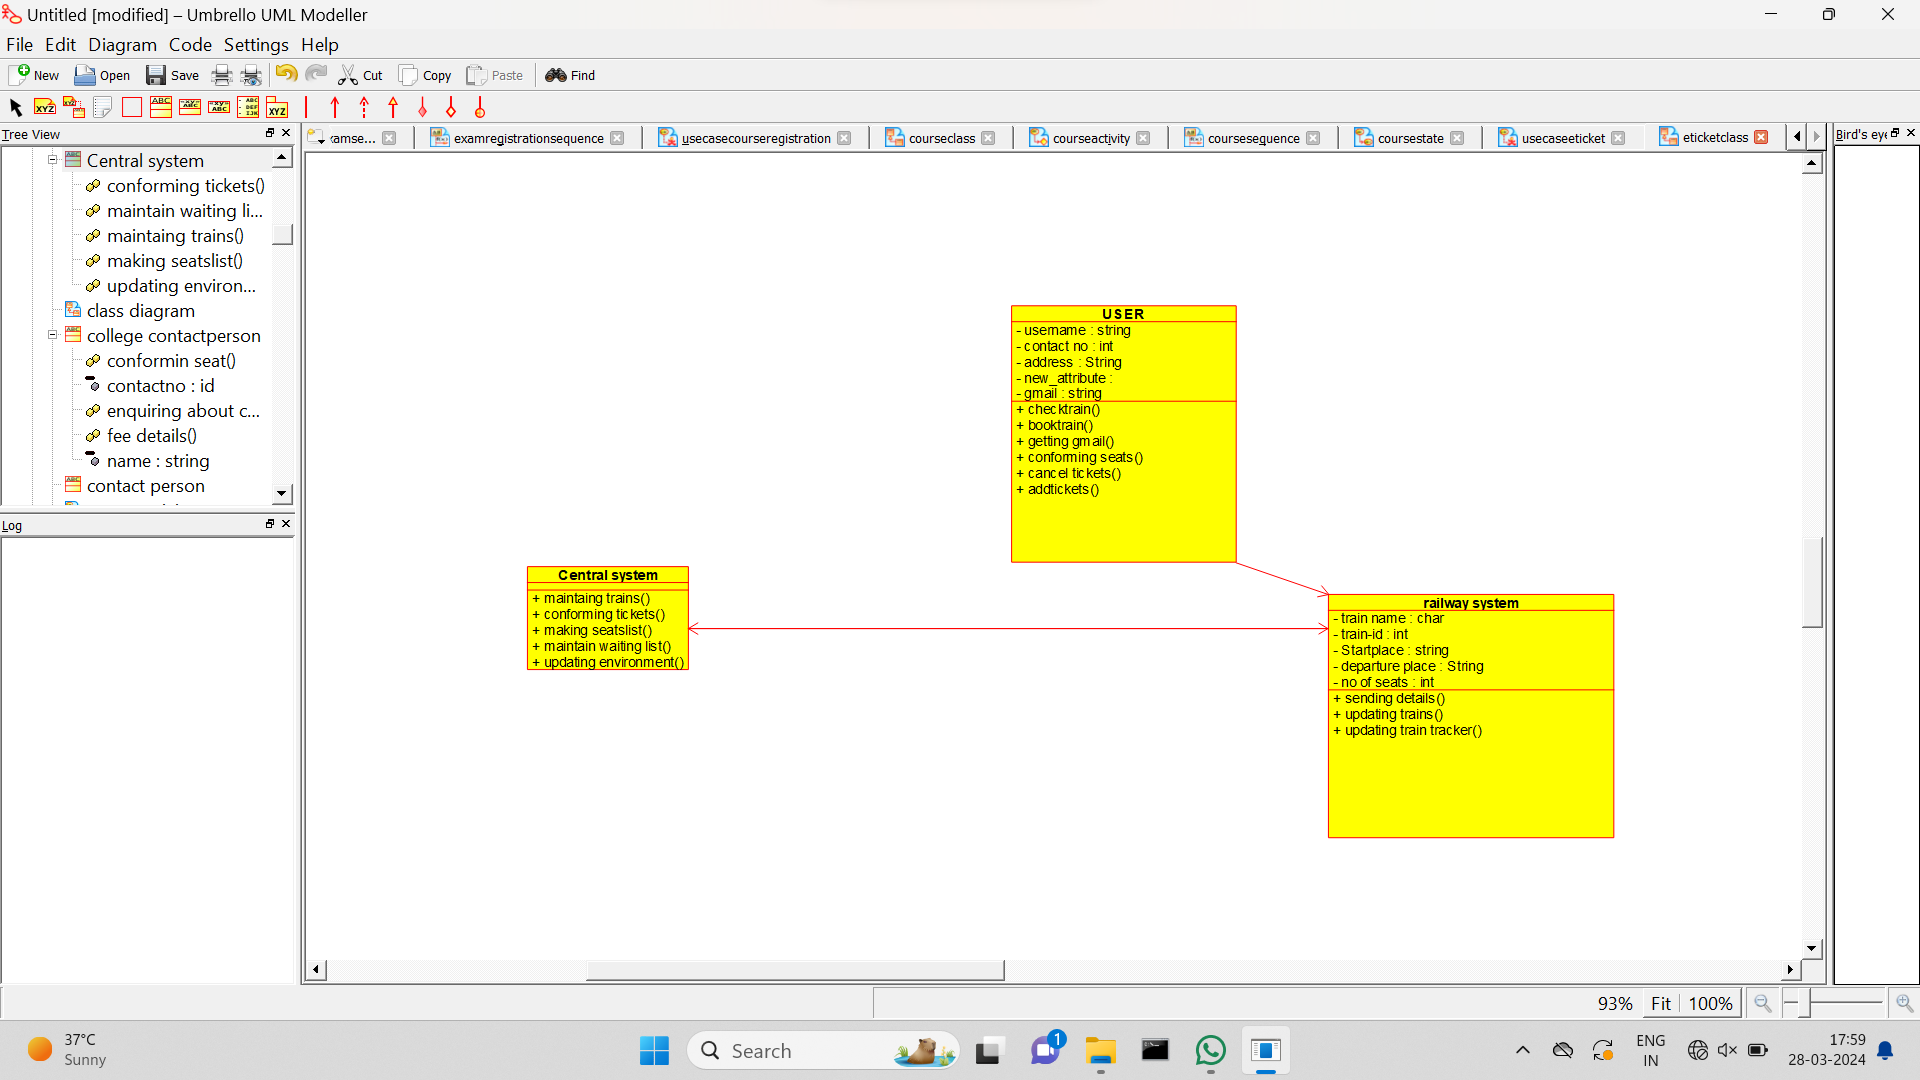 Untitled [modified] – Umbrello UML Modeller
File Edit Diagram Code Settings Help
New Open Save Cut Copy Paste Find
Tree View
Central system
conforming tickets()
maintain waiting li...
maintaing trains()
making seatslist()
updating environ...
class diagram
college contactperson
conformin seat()
contactno : id
enquiring about c...
fee details()
name : string
contact person
Log
amse... examregistrationsequence usecasecourseregistration courseclass courseactivity coursesequence coursestate usecaseeticket eticketclass
Bird's eye
USER
- username : string
- contact no : int
- address : String
- new_attribute :
- gmail : string
+ checktrain()
+ booktrain()
+ getting gmail()
+ conforming seats()
+ cancel tickets()
+ addtickets()
Central system
+ maintaing trains()
+ conforming tickets()
+ making seatslist()
+ maintain waiting list()
+ updating environment()
railway system
- train name : char
- train-id : int
- Startplace : string
- departure place : String
- no of seats : int
+ sending details()
+ updating trains()
+ updating train tracker()
93% Fit 100%
37°C
Sunny
Search
1
ENG
IN
17:59
28-03-2024